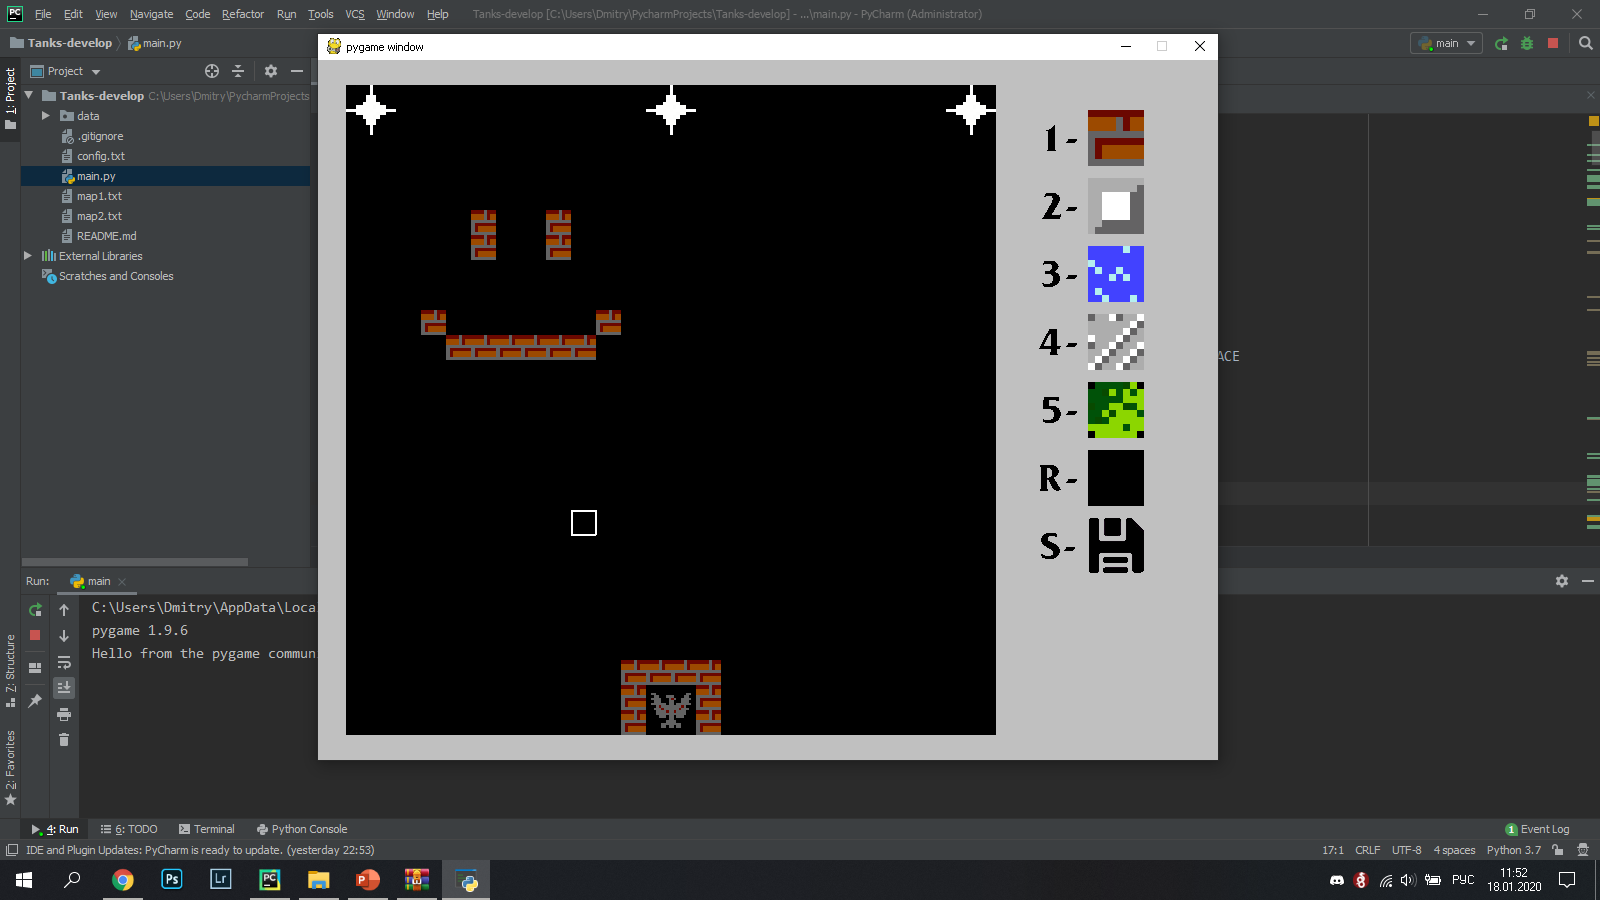 PC File Edit View Navigate Code Refactor Run Tools VCS Window Help Tanks-develop [C:\Users\Dmitry\PycharmProjects\Tanks-develop] - ...\main.py - PyCharm (Administrator)
Tanks-develop main.py
main
pygame window
1: Project
Project
Tanks-develop C:\Users\Dmitry\PycharmProjects
data
.gitignore
config.txt
main.py
map1.txt
map2.txt
README.md
External Libraries
Scratches and Consoles
1-
2-
3-
4-
5-
R-
S-
ACE
Run: main
C:\Users\Dmitry\AppData\Loca
pygame 1.9.6
Hello from the pygame commun
7: Structure
2: Favorites
4: Run 6: TODO Terminal Python Console
1 Event Log
IDE and Plugin Updates: PyCharm is ready to update. (yesterday 22:53)
17:1 CRLF UTF-8 4 spaces Python 3.7
Ps Lr PC P
РУС
11:52
18.01.2020